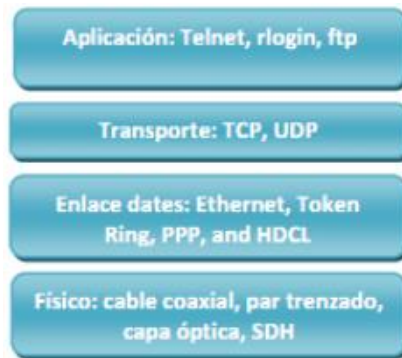 Aplicación: Telnet, rlogin, ftp
Transporte: TCP, UDP
Enlace dates: Ethernet, Token
Ring, PPP, and HDCL
Físico: cable coaxial, par trenzado,
capa óptica, SDH